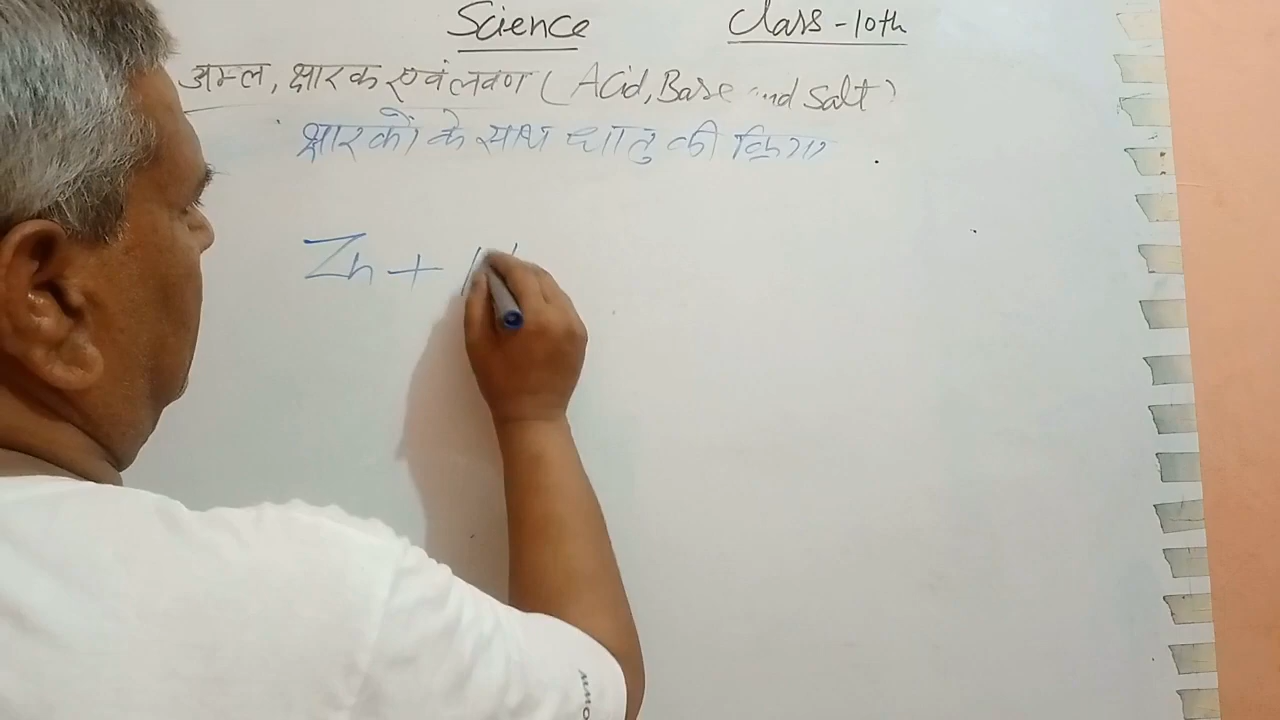 Science Class-10th
अम्ल, क्षारक एवं लवण (Acid, Base and Salt)
क्षारकों के साथ धातु की क्रिया
Zn +